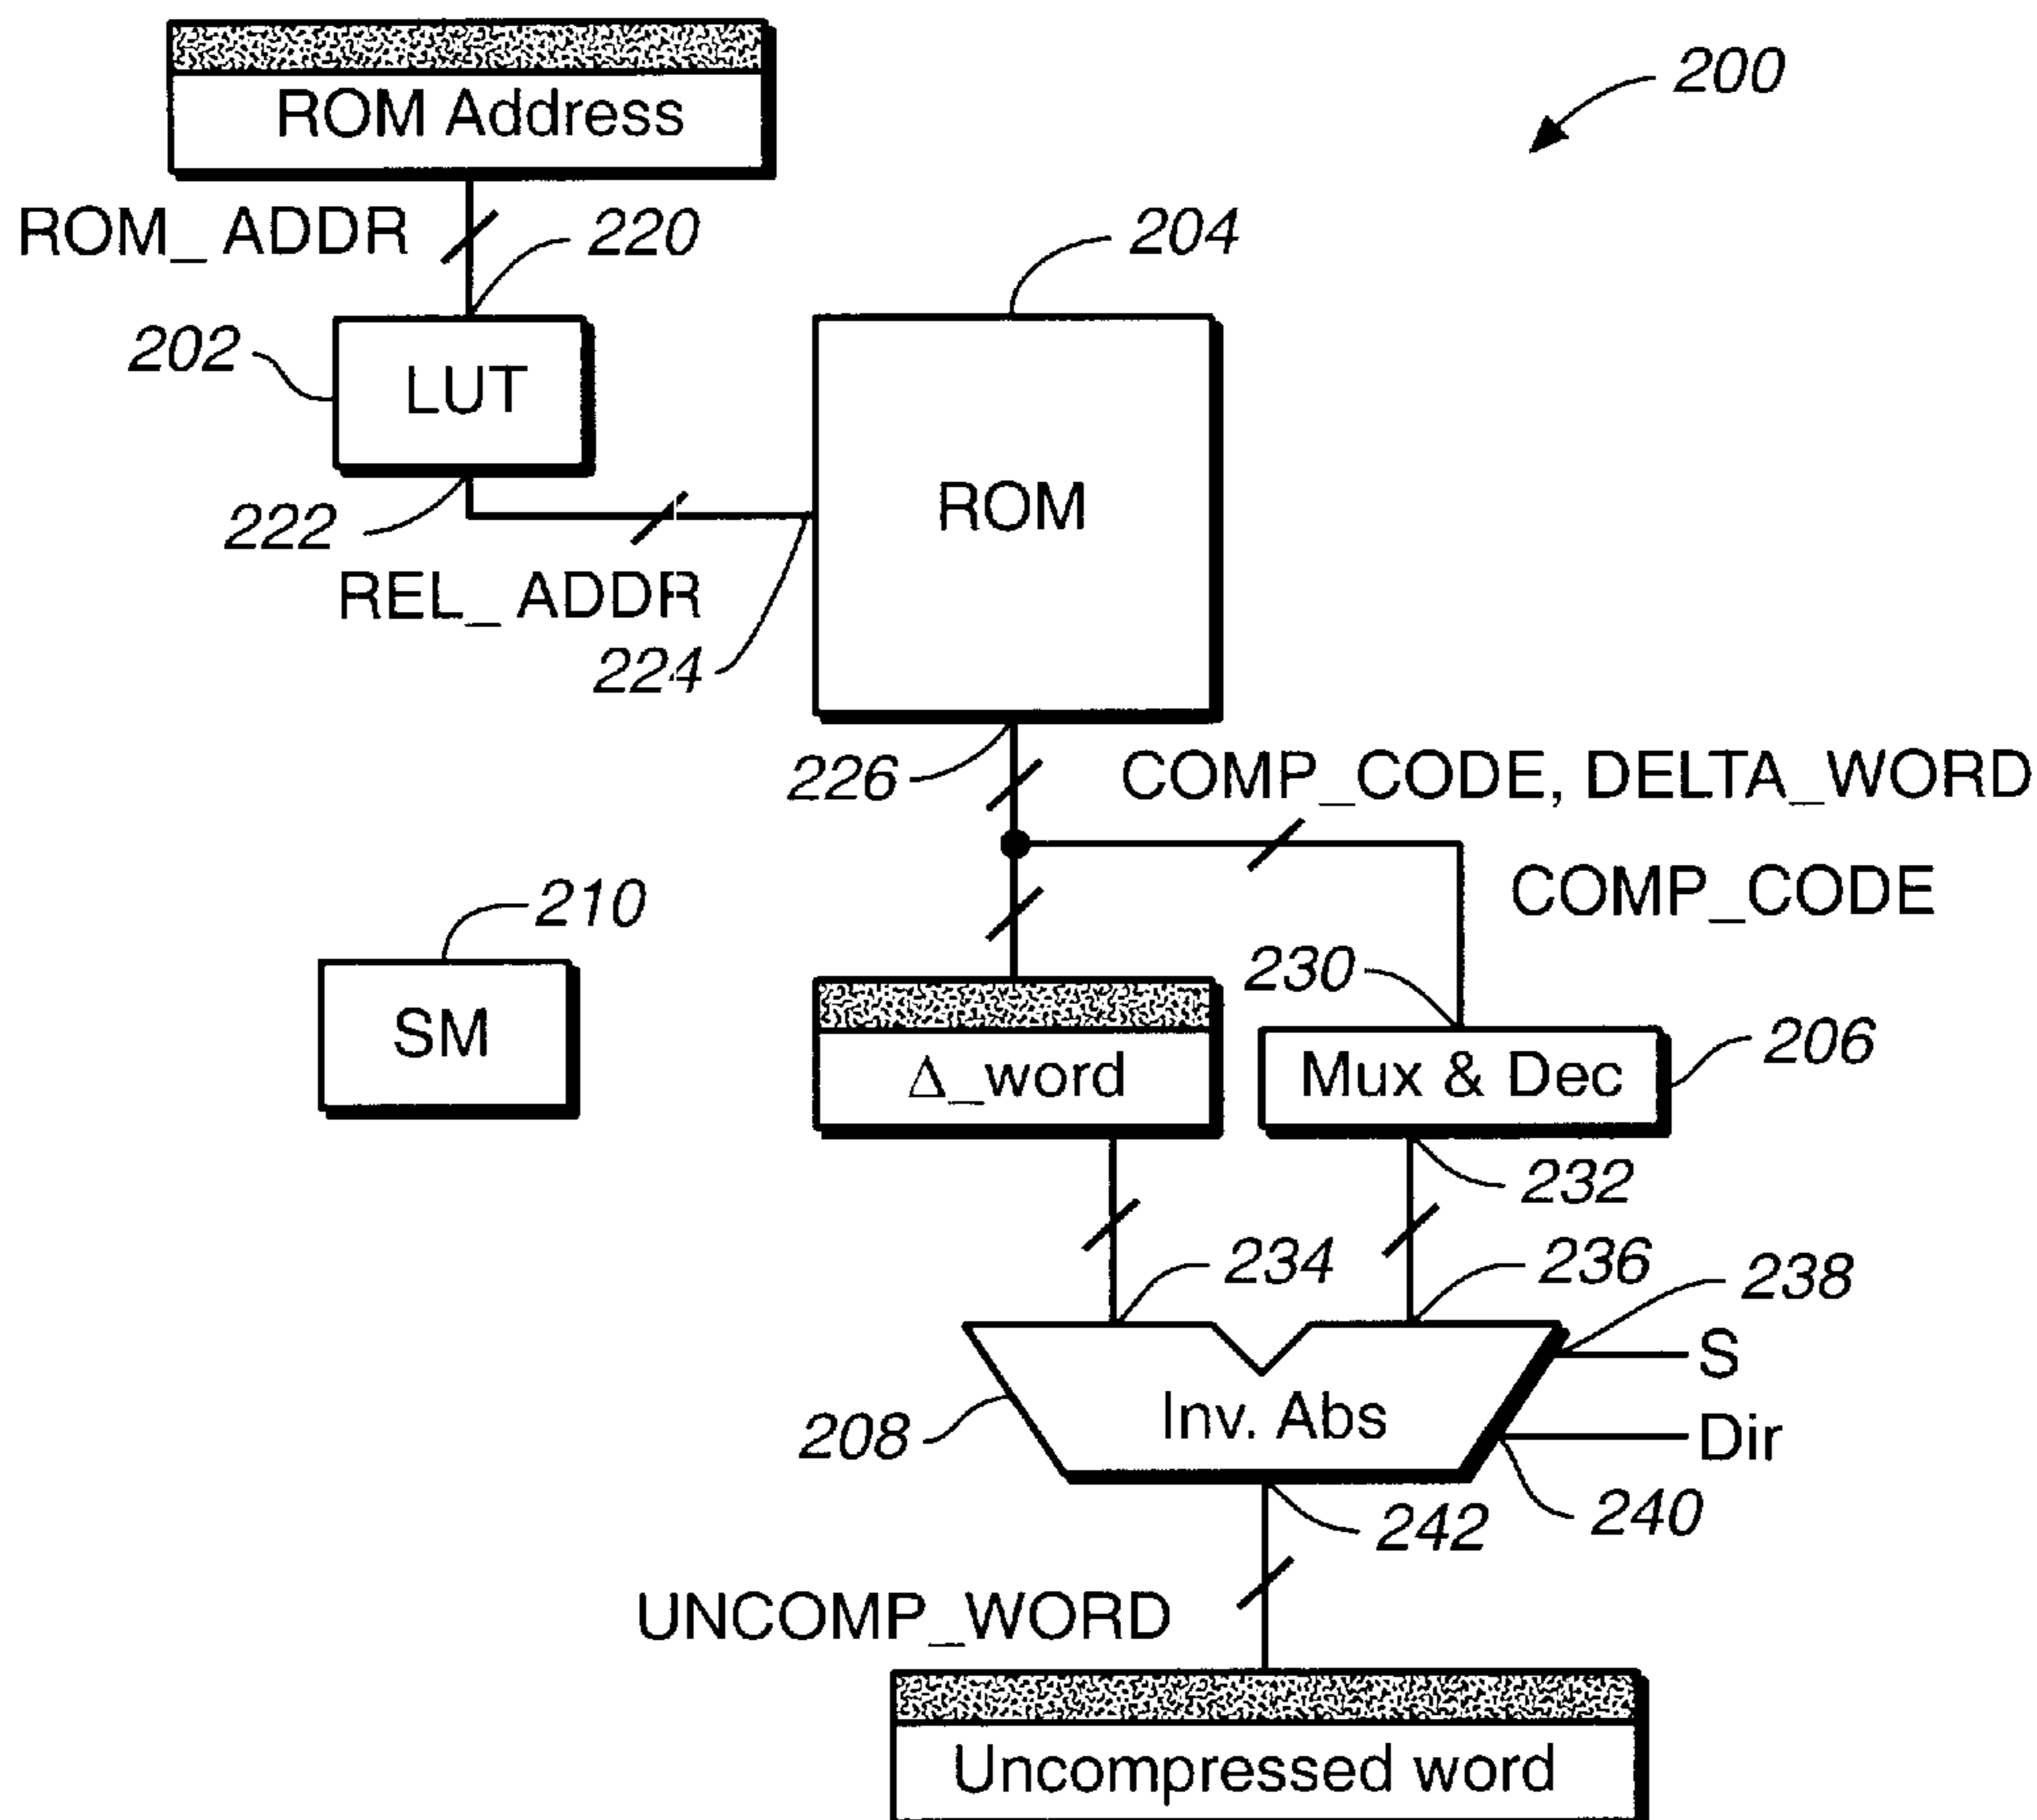 200
ROM Address
ROM_ ADDR
220
204
202
LUT
ROM
222
REL_ ADDR
224
226
COMP_CODE, DELTA_WORD
COMP_CODE
210
SM
230
Δ_word
Mux & Dec
206
232
234
236
238
S
208
Inv. Abs
Dir
240
242
UNCOMP_WORD
Uncompressed word